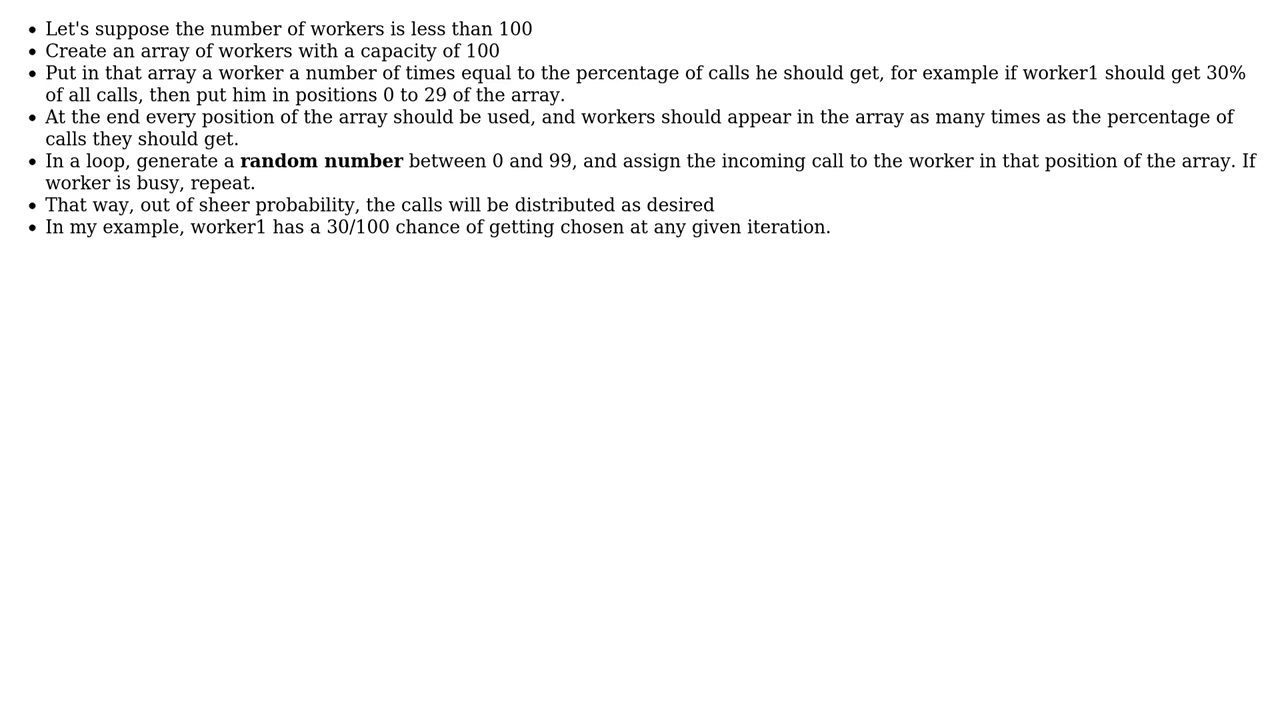 • Let's suppose the number of workers is less than 100
• Create an array of workers with a capacity of 100
• Put in that array a worker a number of times equal to the percentage of calls he should get, for example if worker1 should get 30%
of all calls, then put him in positions 0 to 29 of the array.
• At the end every position of the array should be used, and workers should appear in the array as many times as the percentage of
calls they should get.
• In a loop, generate a random number between 0 and 99, and assign the incoming call to the worker in that position of the array. If
worker is busy, repeat.
• That way, out of sheer probability, the calls will be distributed as desired
• In my example, worker1 has a 30/100 chance of getting chosen at any given iteration.